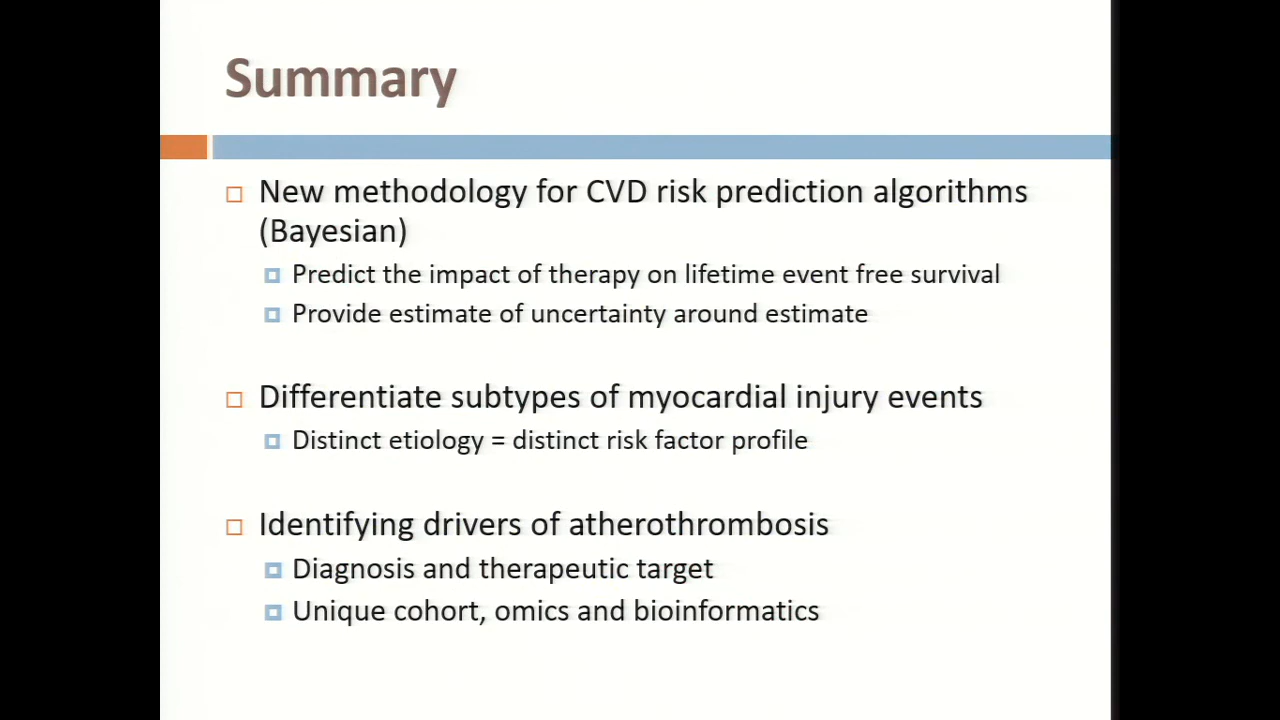 Summary
New methodology for CVD risk prediction algorithms
(Bayesian)
Predict the impact of therapy on lifetime event free survival
Provide estimate of uncertainty around estimate
Differentiate subtypes of myocardial injury events
Distinct etiology = distinct risk factor profile
Identifying drivers of atherothrombosis
Diagnosis and therapeutic target
Unique cohort, omics and bioinformatics